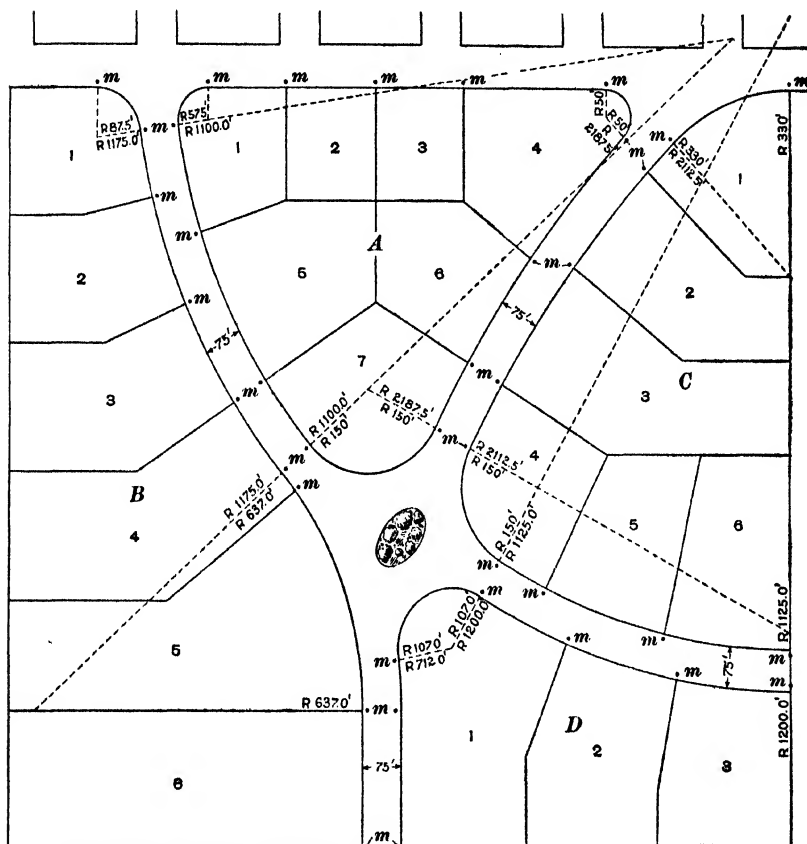 m m m m m m
R 87.5'
R 1175.0'
m
m
R 57.5'
R 1100.0'
R 50'
R 50'
R 2187.5'
m
m
R 330'
R 2112.5'
R 330'
1
1
2
3
4
1
m
m
A
m
2
5
6
2
m
75'
75'
3
7
m
m
C
3
m
R 1100.0'
R 150'
R 2187.5'
R 150'
m
R 2112.5'
R 150'
4
m
m
R 1175.0'
R 637.0'
B
4
5
6
R 150'
R 1125.0'
m
m
m
R 107.0'
R 1200.0'
R 1125.0'
5
m
R 107.0'
R 712.0'
m
m
m
75'
m
m
R 637.0'
m
R 1200.0'
1
D
2
3
75'
6
m